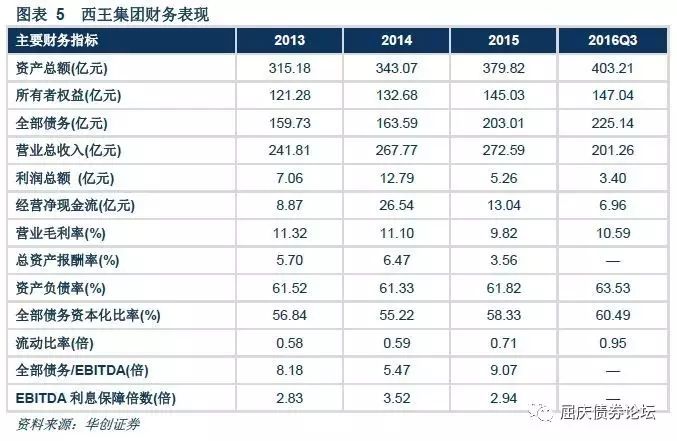 图表 5 西王集团财务表现
主要财务指标 2013 2014 2015 2016Q3
资产总额(亿元) 315.18 343.07 379.82 403.21
所有者权益(亿元) 121.28 132.68 145.03 147.04
全部债务(亿元) 159.73 163.59 203.01 225.14
营业总收入(亿元) 241.81 267.77 272.59 201.26
利润总额 (亿元) 7.06 12.79 5.26 3.40
经营净现金流(亿元) 8.87 26.54 13.04 6.96
营业毛利率(%) 11.32 11.10 9.82 10.59
总资产报酬率(%) 5.70 6.47 3.56 —
资产负债率(%) 61.52 61.33 61.82 63.53
全部债务资本化比率(%) 56.84 55.22 58.33 60.49
流动比率(倍) 0.58 0.59 0.71 0.95
全部债务/EBITDA(倍) 8.18 5.47 9.07 —
EBITDA 利息保障倍数(倍) 2.83 3.52 2.94 —
资料来源：华创证券
屈庆债券论坛